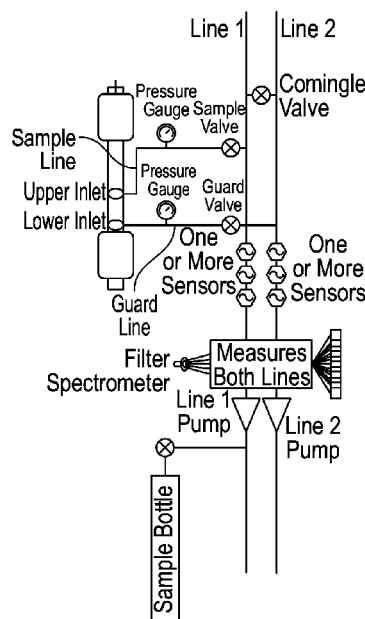 Line 1
Line 2
Pressure
Gauge
Sample
Valve
Comingle
Valve
Sample
Line
Pressure
Gauge
Upper Inlet
Guard
Valve
Lower Inlet
One
or More
Sensors
One
or More
Sensors
Guard
Line
Filter
Spectrometer
Measures
Both Lines
Line 1
Pump
Line 2
Pump
Sample Bottle